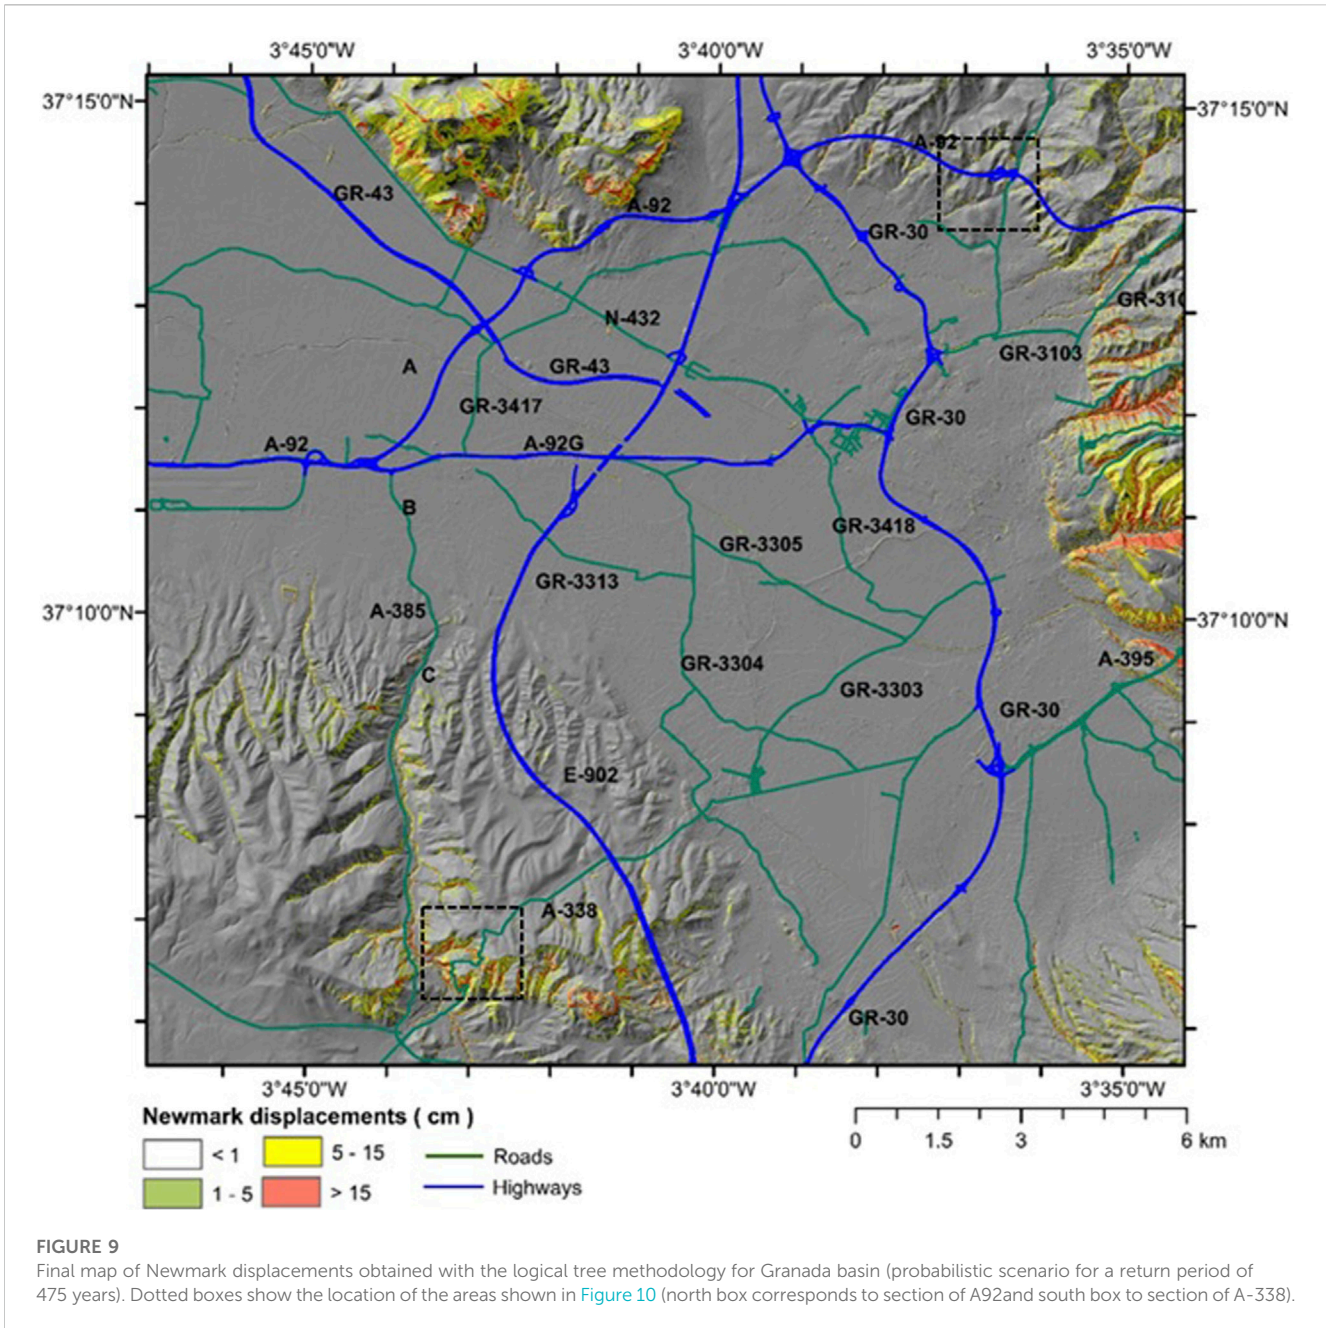 3°45'0"W 3°40'0"W 3°35'0"W
37°15'0"N 37°15'0"N
A-92
GR-43
A-92
GR-30
GR-310
N-432
GR-3103
A
GR-43
GR-3417
GR-30
A-92
A-92G
B
GR-3418
GR-3305
GR-3313
A-385
37°10'0"N 37°10'0"N
A-395
GR-3304
C
GR-3303
GR-30
E-902
A-338
GR-30
3°45'0"W 3°40'0"W 3°35'0"W
Newmark displacements ( cm )
< 1
5 - 15
1 - 5
> 15
Roads
Highways
0 1.5 3 6 km
FIGURE 9
Final map of Newmark displacements obtained with the logical tree methodology for Granada basin (probabilistic scenario for a return period of
475 years). Dotted boxes show the location of the areas shown in Figure 10 (north box corresponds to section of A92and south box to section of A-338).